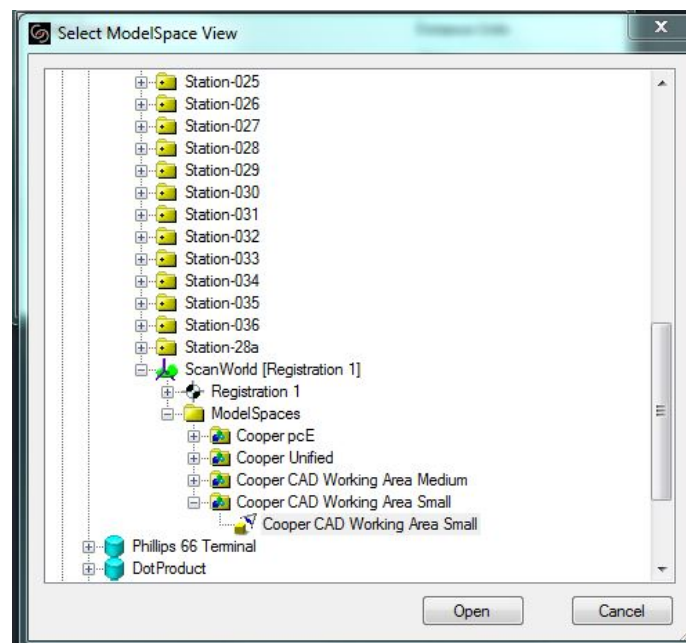 Select ModelSpace View
Station-025
Station-026
Station-027
Station-028
Station-029
Station-030
Station-031
Station-032
Station-033
Station-034
Station-035
Station-036
Station-28a
ScanWorld [Registration 1]
Registration 1
ModelSpaces
Cooper pcE
Cooper Unified
Cooper CAD Working Area Medium
Cooper CAD Working Area Small
Cooper CAD Working Area Small
Phillips 66 Terminal
DotProduct
Open Cancel